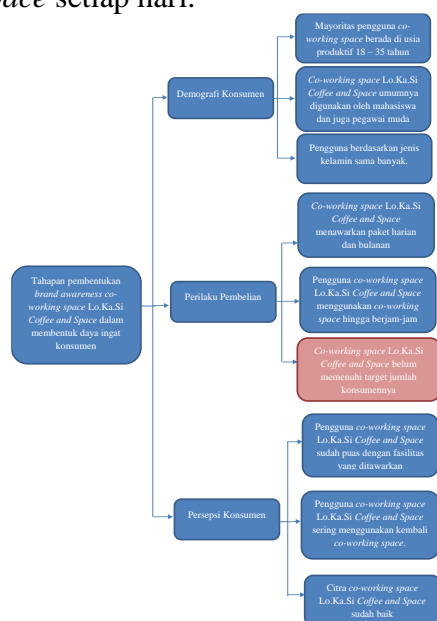 space setiap hari.
Mayoritas pengguna co-
working space berada di usia
produktif 18 – 35 tahun
Co-working space Lo.Ka.Si
Coffee and Space umumnya
digunakan oleh mahasiswa
dan juga pegawai muda
Pengguna berdasarkan jenis
kelamin sama banyak.
Demografi Konsumen
Co-working space Lo.Ka.Si
Coffee and Space
menawarkan paket harian
dan bulanan
Pengguna co-working space
Lo.Ka.Si Coffee and Space
menggunakan co-working
space hingga berjam-jam
Co-working space Lo.Ka.Si
Coffee and Space belum
memenuhi target jumlah
konsumennya
Perilaku Pembelian
Tahapan pembentukan
brand awareness co-
working space Lo.Ka.Si
Coffee and Space dalam
membentuk daya ingat
konsumen
Pengguna co-working space
Lo.Ka.Si Coffee and Space
sudah puas dengan fasilitas
yang ditawarkan
Persepsi Konsumen
Pengguna co-working space
Lo.Ka.Si Coffee and Space
sering menggunakan kembali
co-working space.
Citra co-working space
Lo.Ka.Si Coffee and Space
sudah baik